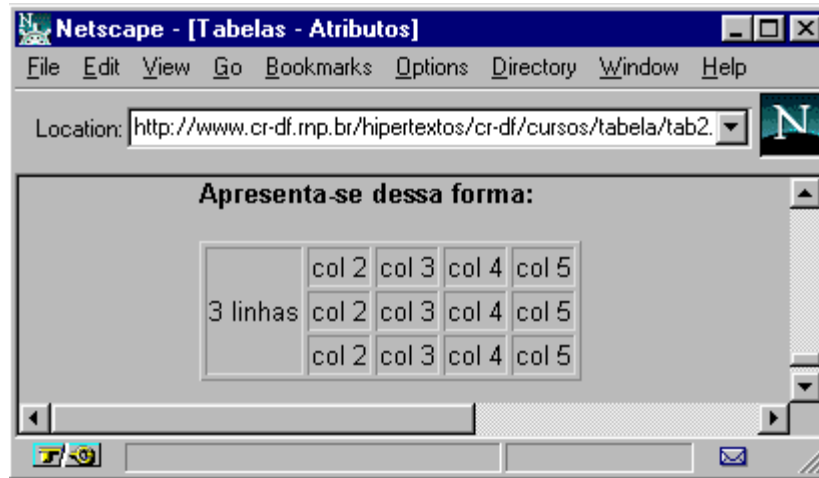 Netscape - [Tabelas - Atributos]
File Edit View Go Bookmarks Options Directory Window Help
Location: http://www.cr-df.rnp.br/hipertextos/cr-df/cursos/tabela/tab2.
N
Apresenta-se dessa forma:
3 linhas col 2 col 3 col 4 col 5
col 2 col 3 col 4 col 5
col 2 col 3 col 4 col 5